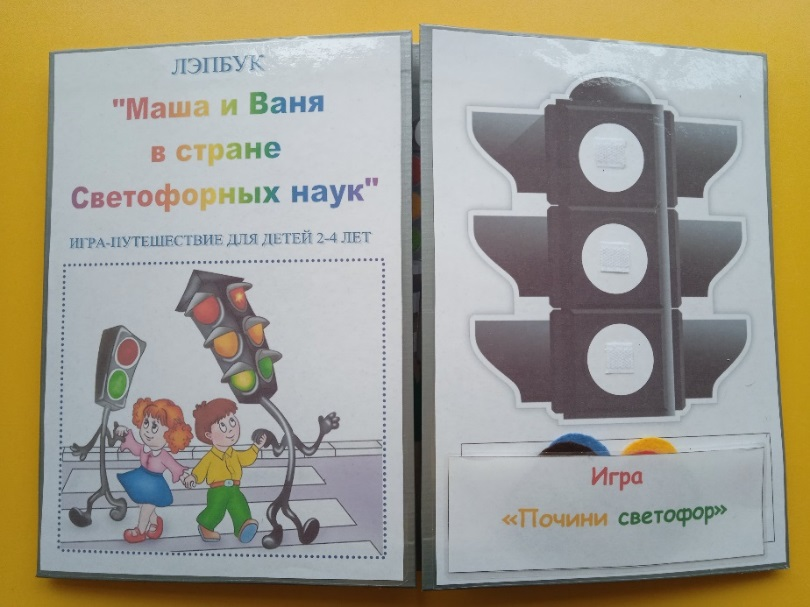 ЛЭПБУК
"Маша и Ваня
в стране
Светофорных наук"
ИГРА-ПУТЕШЕСТВИЕ ДЛЯ ДЕТЕЙ 2-4 ЛЕТ
Игра
«Почини светофор»